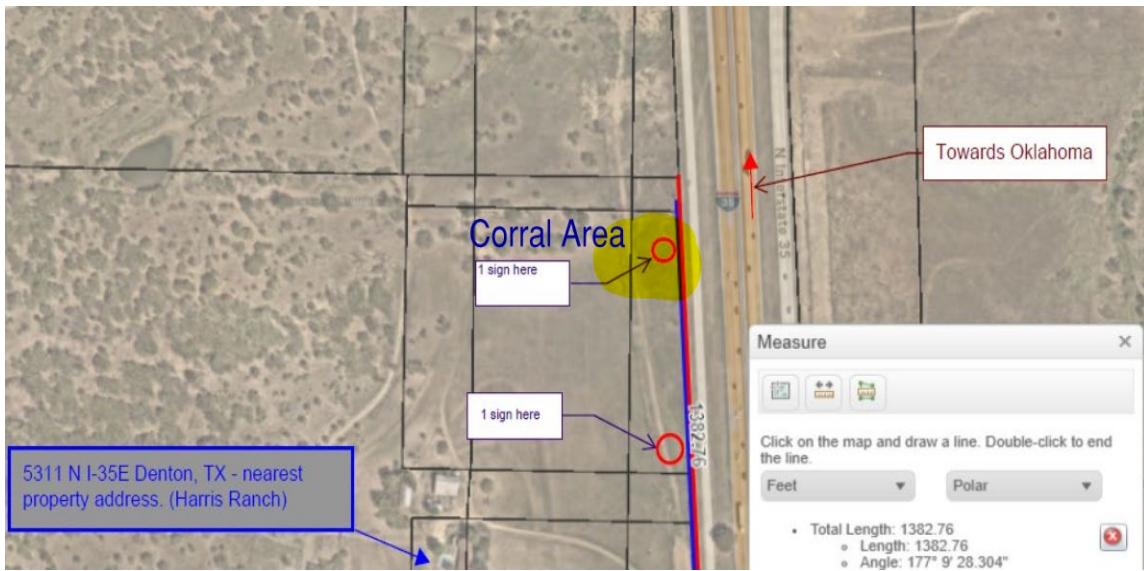 Towards Oklahoma
N Interstate 35
35
Corral Area
1 sign here
1 sign here
1382.76
5311 N I-35E Denton, TX - nearest
property address. (Harris Ranch)
Measure
Click on the map and draw a line. Double-click to end
the line.
Feet
Polar
Total Length: 1382.76
Length: 1382.76
Angle: 177° 9' 28.304"